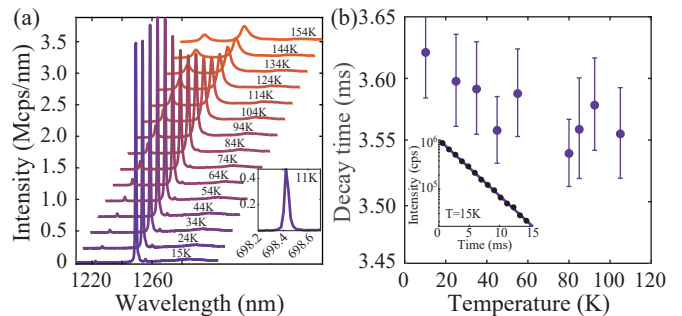 (a)
Intensity (Mcps/nm)
3.5
3.0
2.5
2.0
1.5
1.0
0.5
0
154K
144K
134K
124K
114K
104K
94K
84K
74K
64K
54K
44K
34K
24K
15K
11K
0.4
0.2
698.2
698.4
698.6
1220
1260
Wavelength (nm)
(b)
Decay time (ms)
3.65
3.60
3.55
3.50
3.45
Intensity (cps)
10⁶
10⁵
T=15K
0
5
10
15
Time (ms)
0
20
40
60
80
100
120
Temperature (K)